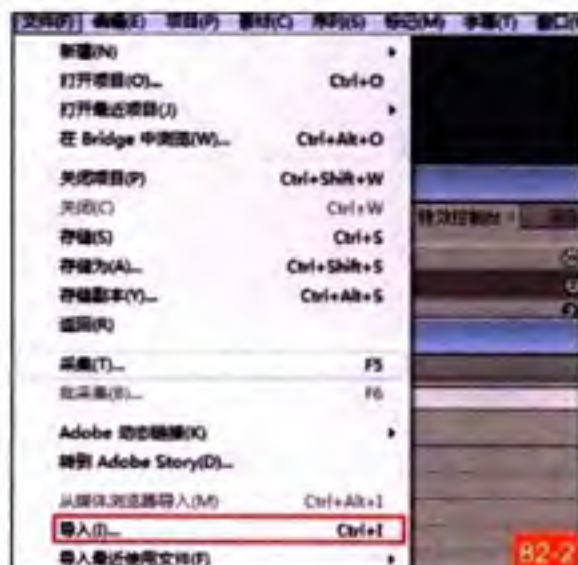 文件(F) 编辑(E) 项目(P) 素材(C) 序列(S) 标记(M) 字幕(T) 窗口(
新建(N)
打开项目(O)... Ctrl+O
打开最近项目(J)
在 Bridge 中浏览(W)... Ctrl+Alt+O
关闭项目(P) Ctrl+Shift+W
关闭(C) Ctrl+W
特效控制台
存储(S) Ctrl+S
存储为(A)... Ctrl+Shift+S
存储副本(Y)... Ctrl+Alt+S
返回(R)
采集(T)... F5
批采集(B)... F6
Adobe 动态链接(K)
转到 Adobe Story(D)...
从媒体浏览器导入(M) Ctrl+Alt+I
导入(I)... Ctrl+I
导入最近使用文件(F)
82-2